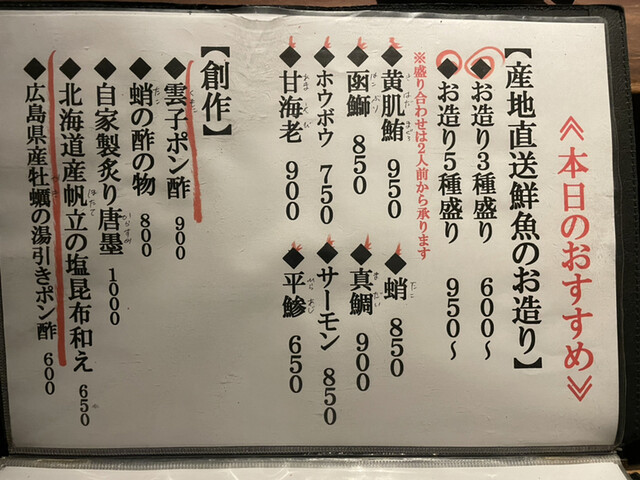 ≪本日のおすすめ≫
【産地直送鮮魚のお造り】
◆お造り3種盛り 600〜
◆お造り5種盛り 950〜
※盛り合わせは2人前から承ります
◆黄肌鮪 950
◆函鰤 850
◆ホウボウ 750
◆甘海老 900
◆蛸 850
◆真鯛 900
◆サーモン 850
◆平鯵 650
【創作】
◆雲子ポン酢 900
◆蛸の酢の物 800
◆自家製炙り唐墨 1000
◆北海道産帆立の塩昆布和え 650
◆広島県産牡蠣の湯引きポン酢 600